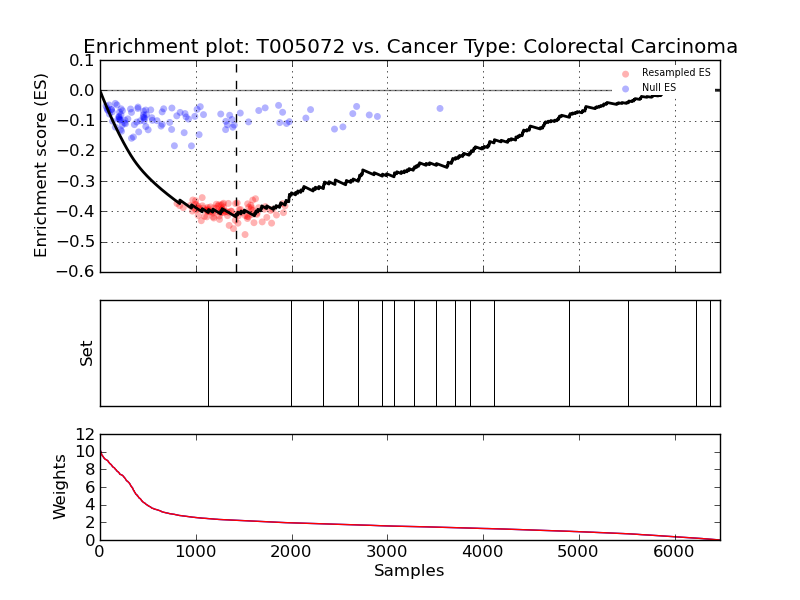 Enrichment plot: T005072 vs. Cancer Type: Colorectal Carcinoma
Enrichment score (ES)
0.1
0.0
−0.1
−0.2
−0.3
−0.4
−0.5
−0.6
Resampled ES
Null ES
Set
Weights
12
10
8
6
4
2
0
0 1000 2000 3000 4000 5000 6000
Samples